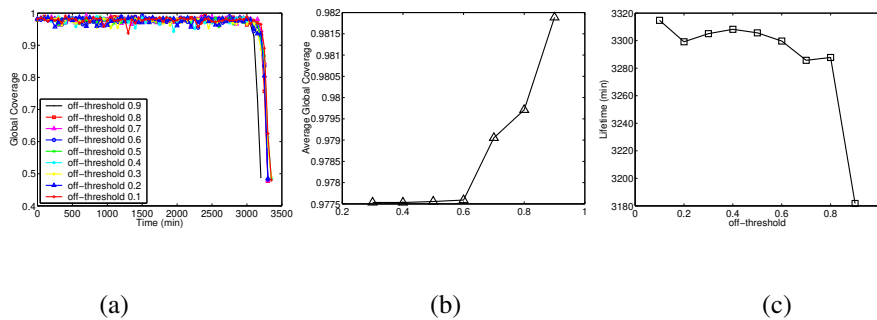 1
0.9
0.8
0.7
0.6
0.5
0.4
Global Coverage
off-threshold 0.9
off-threshold 0.8
off-threshold 0.7
off-threshold 0.6
off-threshold 0.5
off-threshold 0.4
off-threshold 0.3
off-threshold 0.2
off-threshold 0.1
0 500 1000 1500 2000 2500 3000 3500
Time (min)
(a)
0.982
0.9815
0.981
0.9805
0.98
0.9795
0.979
0.9785
0.978
0.9775
Average Global Coverage
0.2 0.4 0.6 0.8 1
(b)
3320
3300
3280
3260
3240
3220
3200
3180
Lifetime (min)
0 0.2 0.4 0.6 0.8
off-threshold
(c)